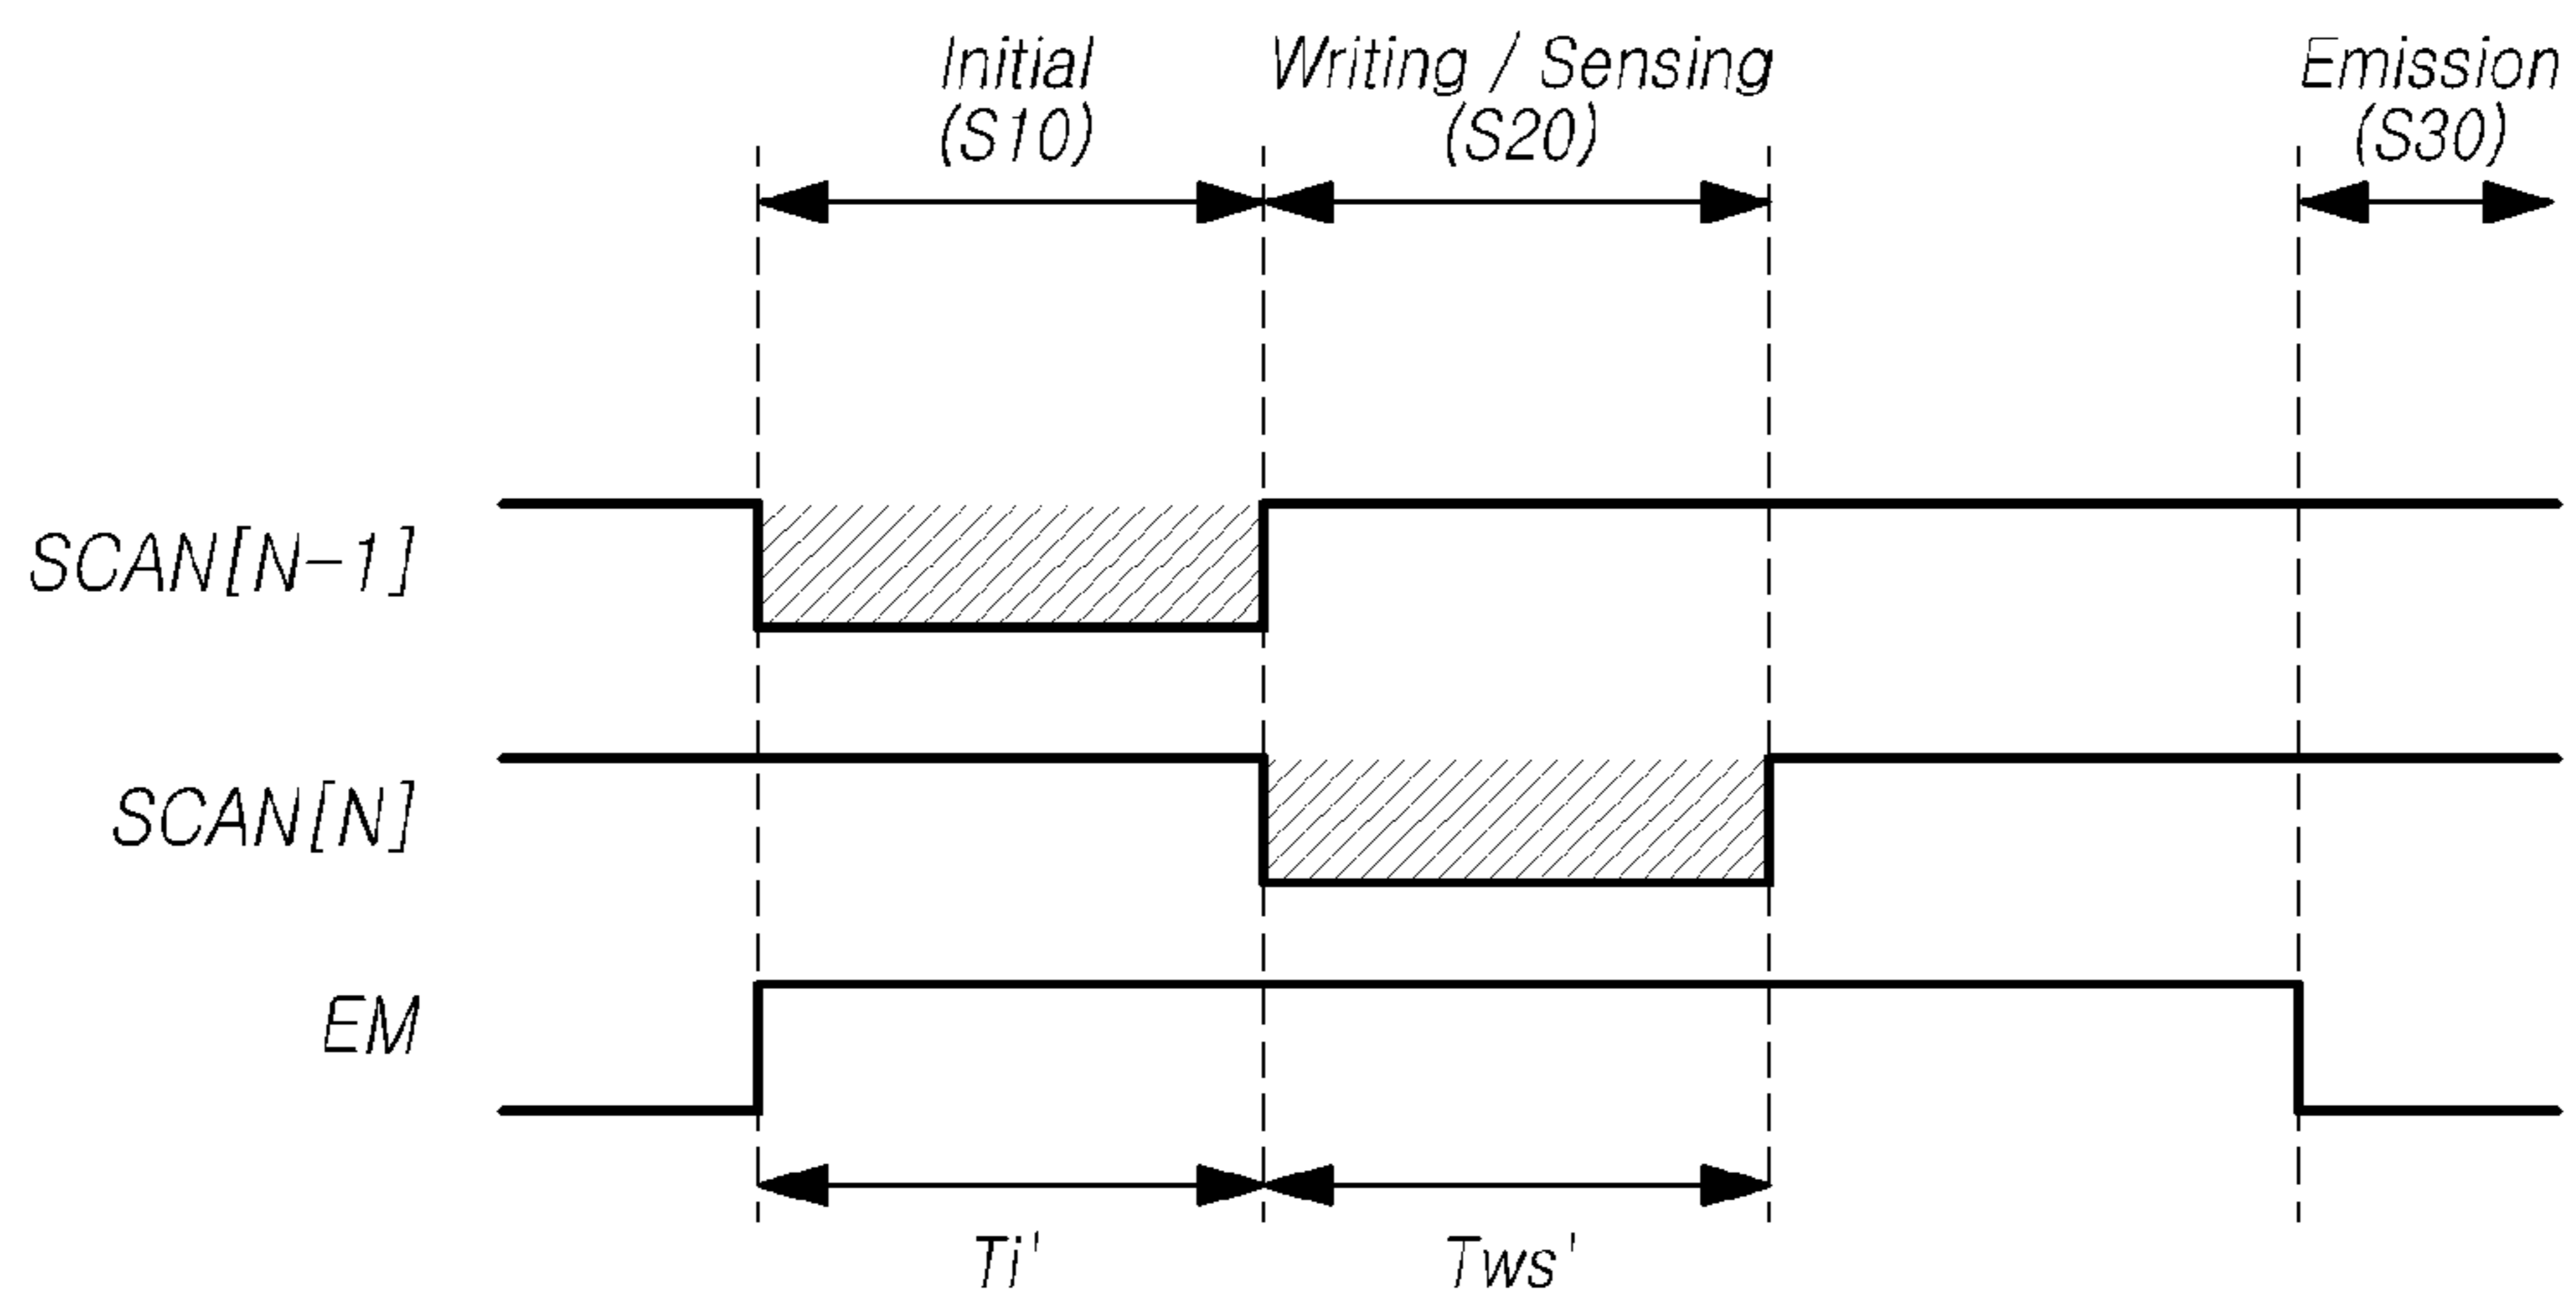 Initial
(S10)
Writing / Sensing
(S20)
Emission
(S30)
SCAN[N-1]
SCAN[N]
EM
Ti'
Tws'